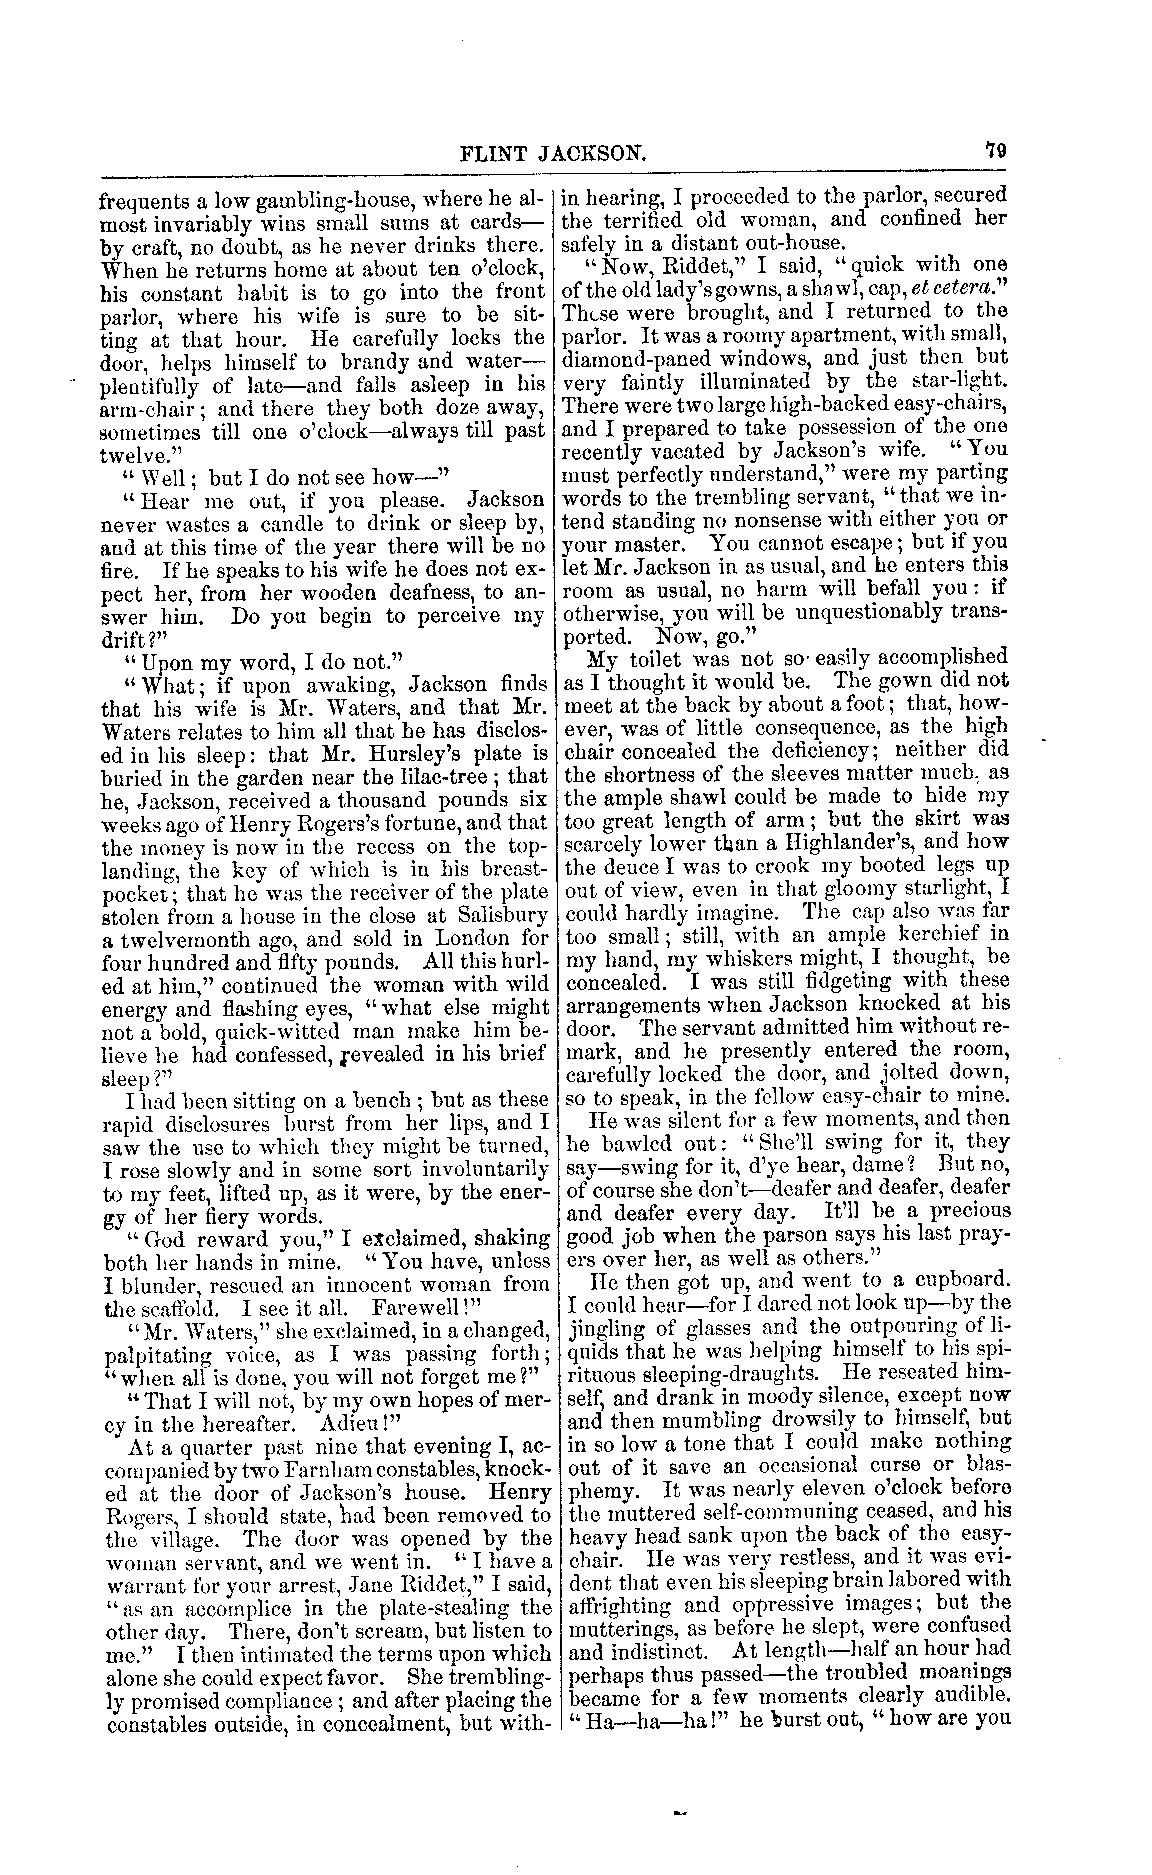 FLINT JACKSON. 79
frequents a low gambling-house, where he al-
most invariably wins small sums at cards—
by craft, no doubt, as he never drinks there.
When he returns home at about ten o'clock,
his constant habit is to go into the front
parlor, where his wife is sure to be sit-
ting at that hour. He carefully locks the
door, helps himself to brandy and water—
plentifully of late—and falls asleep in his
arm-chair; and there they both doze away,
sometimes till one o'clock—always till past
twelve."
"Well; but I do not see how—"
"Hear me out, if you please. Jackson
never wastes a candle to drink or sleep by,
and at this time of the year there will be no
fire. If he speaks to his wife he does not ex-
pect her, from her wooden deafness, to an-
swer him. Do you begin to perceive my
drift?"
"Upon my word, I do not."
"What; if upon awaking, Jackson finds
that his wife is Mr. Waters, and that Mr.
Waters relates to him all that he has disclos-
ed in his sleep: that Mr. Hursley's plate is
buried in the garden near the lilac-tree; that
he, Jackson, received a thousand pounds six
weeks ago of Henry Rogers's fortune, and that
the money is now in the recess on the top-
landing, the key of which is in his breast-
pocket; that he was the receiver of the plate
stolen from a house in the close at Salisbury
a twelvemonth ago, and sold in London for
four hundred and fifty pounds. All this hurl-
ed at him," continued the woman with wild
energy and flashing eyes, "what else might
not a bold, quick-witted man make him be-
lieve he had confessed, revealed in his brief
sleep?"
I had been sitting on a bench; but as these
rapid disclosures burst from her lips, and I
saw the use to which they might be turned,
I rose slowly and in some sort involuntarily
to my feet, lifted up, as it were, by the ener-
gy of her fiery words.
"God reward you," I exclaimed, shaking
both her hands in mine. "You have, unless
I blunder, rescued an innocent woman from
the scaffold. I see it all. Farewell!"
"Mr. Waters," she exclaimed, in a changed,
palpitating voice, as I was passing forth;
"when all is done, you will not forget me?"
"That I will not, by my own hopes of mer-
cy in the hereafter. Adieu!"
At a quarter past nine that evening I, ac-
companied by two Farnham constables, knock-
ed at the door of Jackson's house. Henry
Rogers, I should state, had been removed to
the village. The door was opened by the
woman servant, and we went in. "I have a
warrant for your arrest, Jane Riddet," I said,
"as an accomplice in the plate-stealing the
other day. There, don't scream, but listen to
me." I then intimated the terms upon which
alone she could expect favor. She trembling-
ly promised compliance; and after placing the
constables outside, in concealment, but with-
in hearing, I proceeded to the parlor, secured
the terrified old woman, and confined her
safely in a distant out-house.
"Now, Riddet," I said, "quick with one
of the old lady's gowns, a shawl, cap, et cetera."
These were brought, and I returned to the
parlor. It was a roomy apartment, with small,
diamond-paned windows, and just then but
very faintly illuminated by the star-light.
There were two large high-backed easy-chairs,
and I prepared to take possession of the one
recently vacated by Jackson's wife. "You
must perfectly understand," were my parting
words to the trembling servant, "that we in-
tend standing no nonsense with either you or
your master. You cannot escape; but if you
let Mr. Jackson in as usual, and he enters this
room as usual, no harm will befall you: if
otherwise, you will be unquestionably trans-
ported. Now, go."
My toilet was not so easily accomplished
as I thought it would be. The gown did not
meet at the back by about a foot; that, how-
ever, was of little consequence, as the high
chair concealed the deficiency; neither did
the shortness of the sleeves matter much, as
the ample shawl could be made to hide my
too great length of arm; but the skirt was
scarcely lower than a Highlander's, and how
the deuce I was to crook my booted legs up
out of view, even in that gloomy starlight, I
could hardly imagine. The cap also was far
too small; still, with an ample kerchief in
my hand, my whiskers might, I thought, be
concealed. I was still fidgeting with these
arrangements when Jackson knocked at his
door. The servant admitted him without re-
mark, and he presently entered the room,
carefully locked the door, and jolted down,
so to speak, in the fellow easy-chair to mine.
He was silent for a few moments, and then
he bawled out: "She'll swing for it, they
say—swing for it, d'ye hear, dame? But no,
of course she don't—deafer and deafer, deafer
and deafer every day. It'll be a precious
good job when the parson says his last pray-
ers over her, as well as others."
He then got up, and went to a cupboard.
I could hear—for I dared not look up—by the
jingling of glasses and the outpouring of li-
quids that he was helping himself to his spi-
rituous sleeping-draughts. He reseated him-
self, and drank in moody silence, except now
and then mumbling drowsily to himself, but
in so low a tone that I could make nothing
out of it save an occasional curse or blas-
phemy. It was nearly eleven o'clock before
the muttered self-communing ceased, and his
heavy head sank upon the back of the easy-
chair. He was very restless, and it was evi-
dent that even his sleeping brain labored with
affrighting and oppressive images; but the
mutterings, as before he slept, were confused
and indistinct. At length—half an hour had
perhaps thus passed—the troubled moanings
became for a few moments clearly audible.
"Ha—ha—ha!" he burst out, "how are you